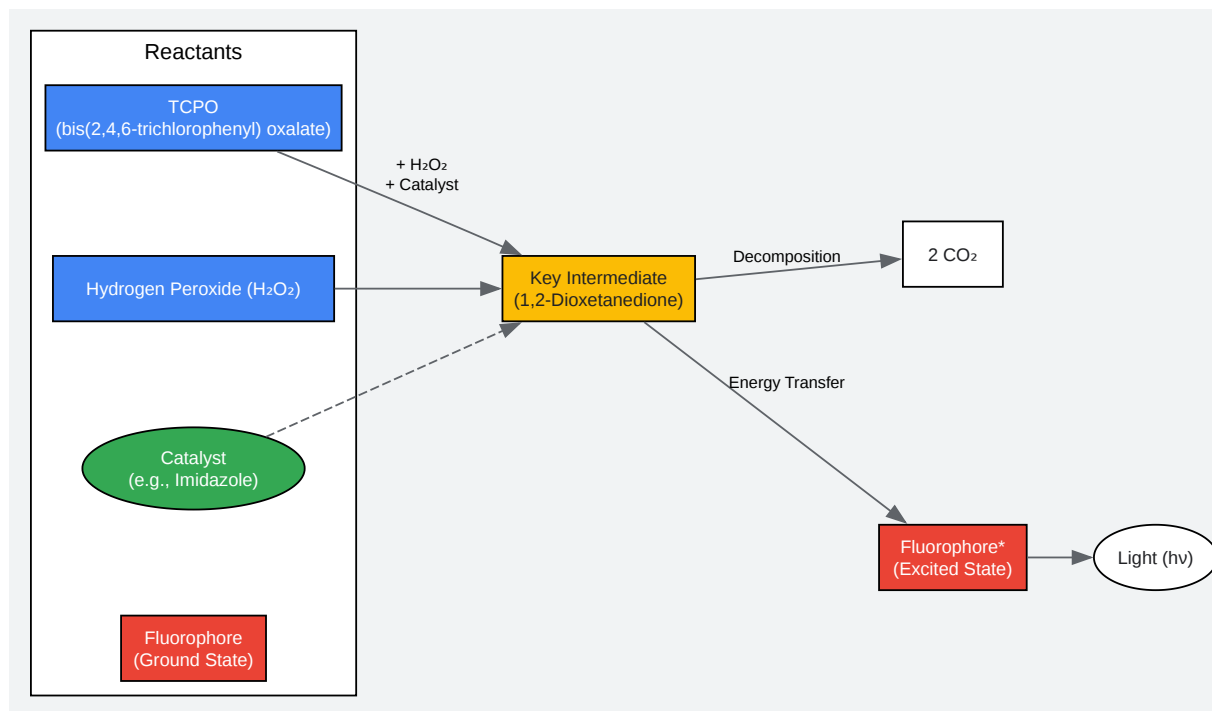 Reactants
TCPO
(bis(2,4,6-trichlorophenyl) oxalate)
+ H₂O₂
+ Catalyst
Hydrogen Peroxide (H₂O₂)
Key Intermediate
(1,2-Dioxetanedione)
Decomposition
2 CO₂
Energy Transfer
Catalyst
(e.g., Imidazole)
Fluorophore*
(Excited State)
Light (hν)
Fluorophore
(Ground State)